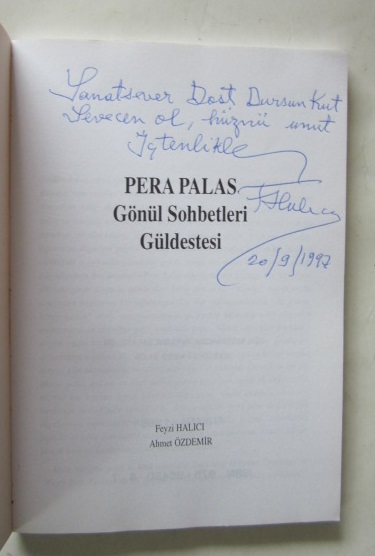 Sanatsever Dost Dursun Kut
Sevecen ol, hüznü unut
İçtenlikle
PERA PALAS
FHalıcı
Gönül Sohbetleri
Güldestesi
20/9/1997
Feyzi HALICI
Ahmet ÖZDEMİR